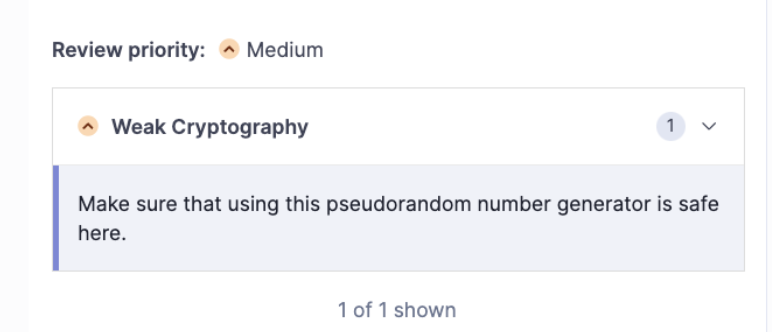 Review priority: Medium
Weak Cryptography 1
Make sure that using this pseudorandom number generator is safe
here.
1 of 1 shown